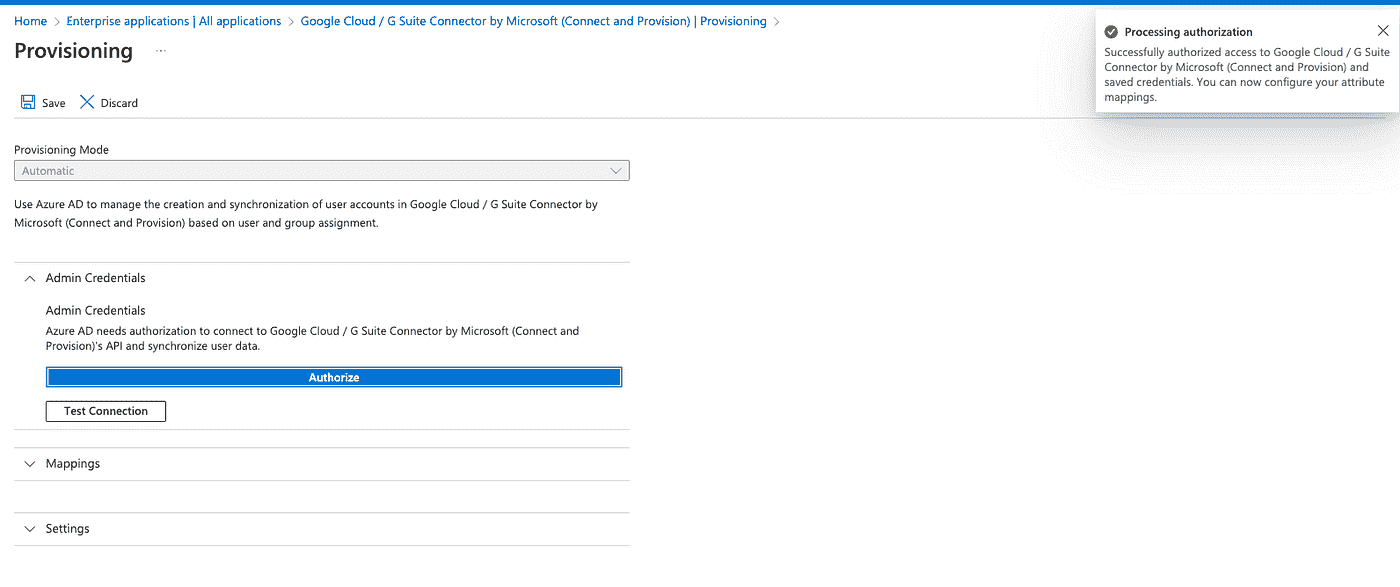 Home > Enterprise applications | All applications > Google Cloud / G Suite Connector by Microsoft (Connect and Provision) | Provisioning >
Provisioning ...
Save Discard
Provisioning Mode
Automatic
Use Azure AD to manage the creation and synchronization of user accounts in Google Cloud / G Suite Connector by
Microsoft (Connect and Provision) based on user and group assignment.
Admin Credentials
Admin Credentials
Azure AD needs authorization to connect to Google Cloud / G Suite Connector by Microsoft (Connect and
Provision)'s API and synchronize user data.
Authorize
Test Connection
Mappings
Settings
Processing authorization
Successfully authorized access to Google Cloud / G Suite
Connector by Microsoft (Connect and Provision) and
saved credentials. You can now configure your attribute
mappings.